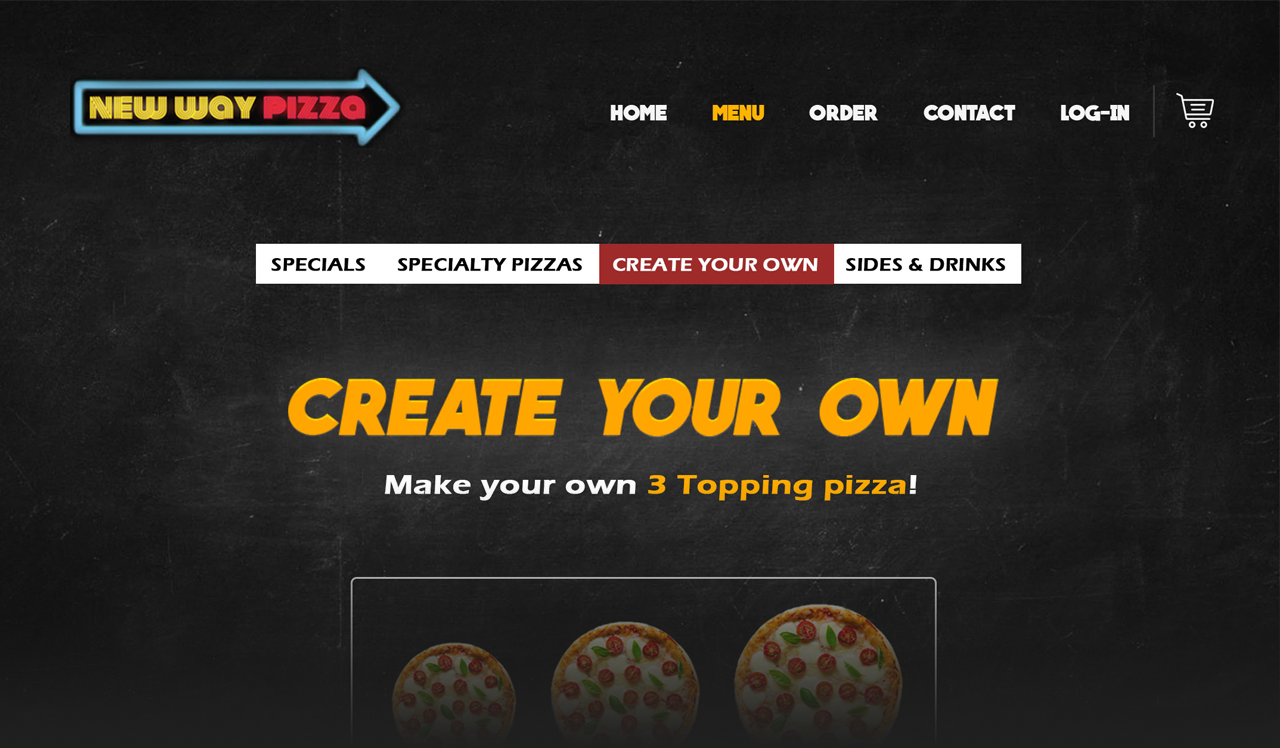 NEW WAY PIZZA
HOME MENU ORDER CONTACT LOG-IN
SPECIALS SPECIALTY PIZZAS CREATE YOUR OWN SIDES & DRINKS
CREATE YOUR OWN
Make your own 3 Topping pizza!